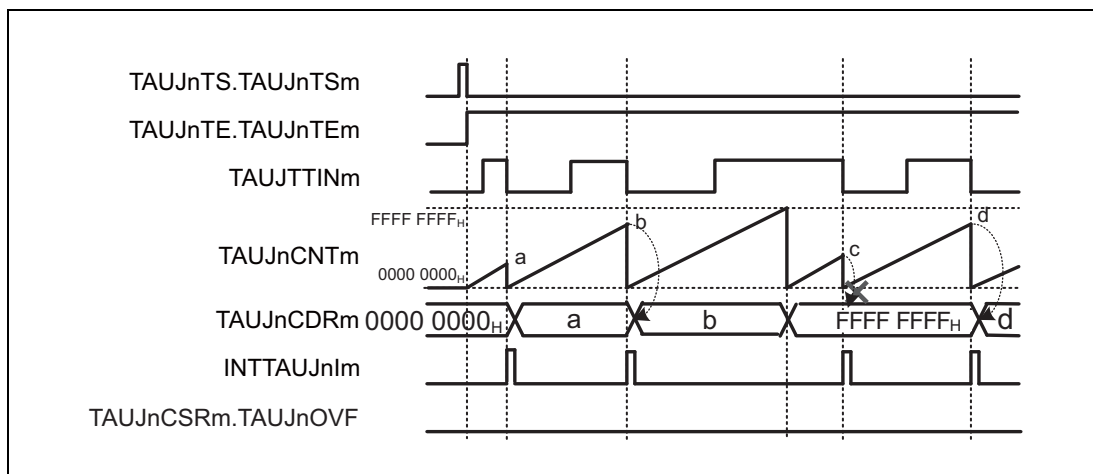 TAUJnTS.TAUJnTSm
TAUJnTE.TAUJnTEm
TAUJTTINm
FFFF FFFFH
TAUJnCNTm
0000 0000H
a
b
c
d
TAUJnCDRm 0000 0000H a b FFFF FFFFH d
INTTAUJnIm
TAUJnCSRm.TAUJnOVF